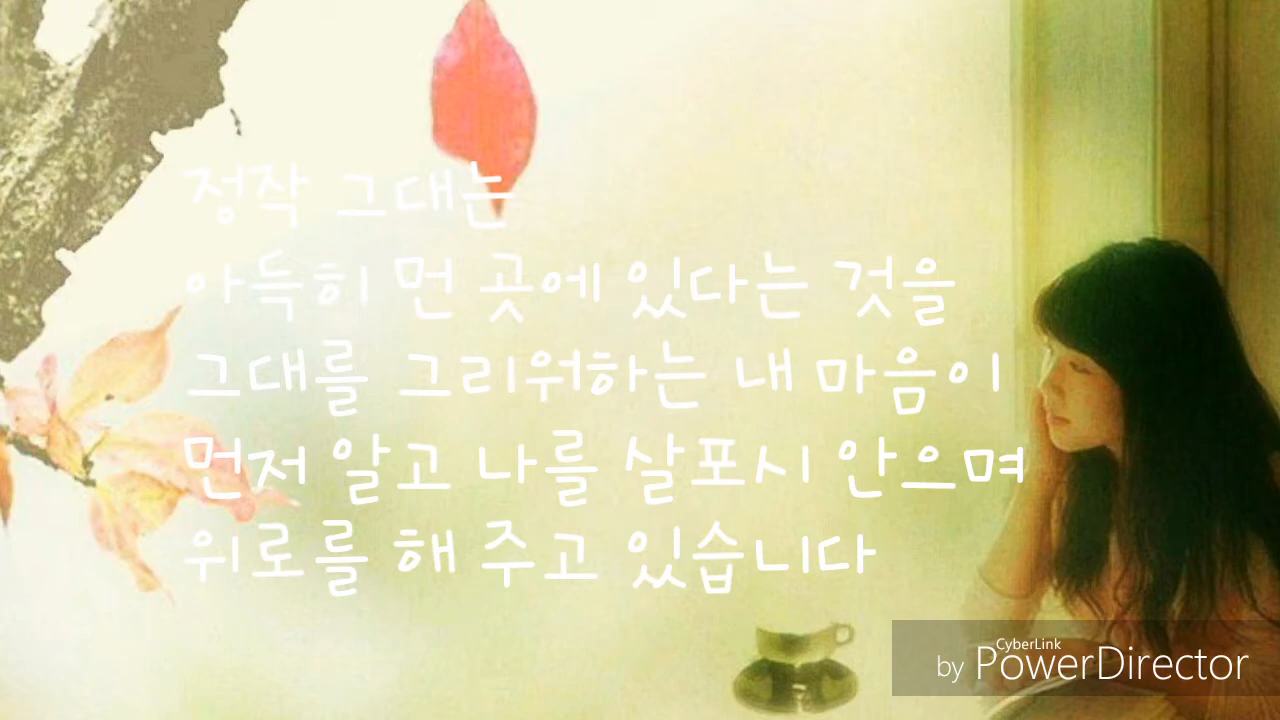 정작 그대는
아득히 먼 곳에 있다는 것을
그대를 그리워하는 내 마음이
먼저 알고 나를 살포시 안으며
위로를 해 주고 있습니다
CyberLink
by PowerDirector